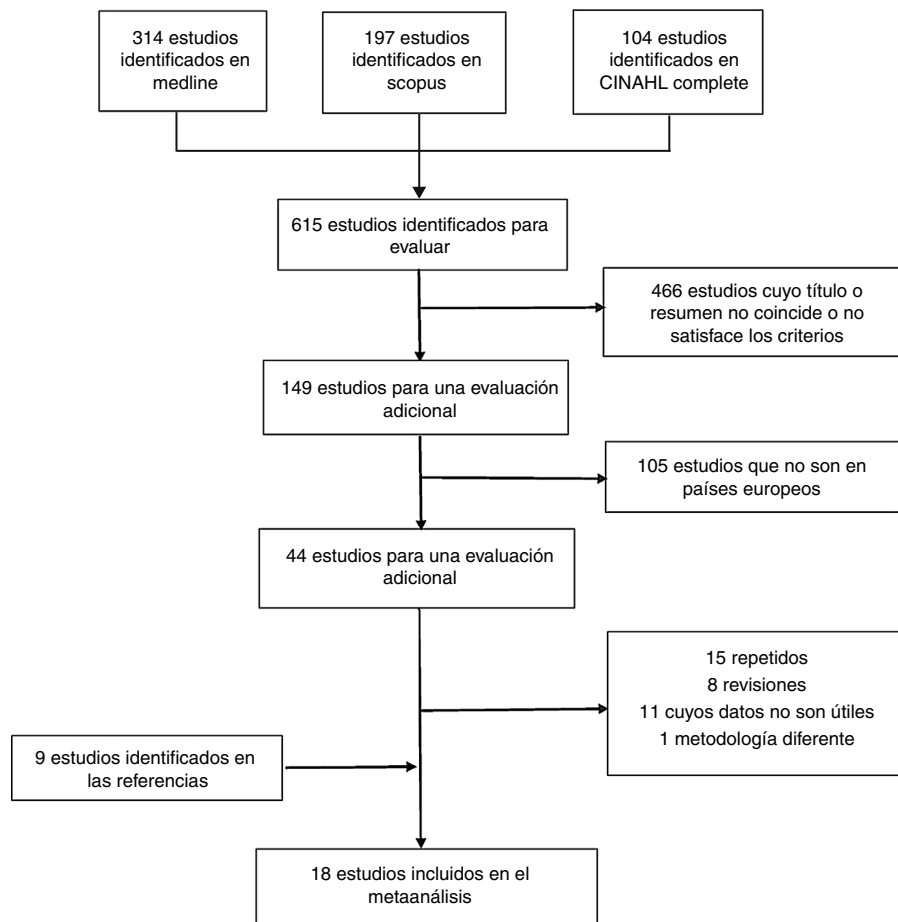 314 estudios
identificados en
medline
197 estudios
identificados en
scopus
104 estudios
identificados en
CINAHL complete
615 estudios identificados para
evaluar
466 estudios cuyo título o
resumen no coincide o no
satisface los criterios
149 estudios para una evaluación
adicional
105 estudios que no son en
países europeos
44 estudios para una evaluación
adicional
15 repetidos
8 revisiones
11 cuyos datos no son útiles
1 metodología diferente
9 estudios identificados en
las referencias
18 estudios incluidos en el
metaanálisis